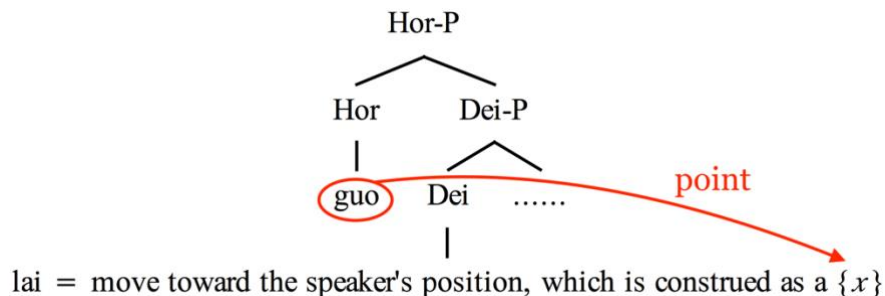 Hor-P
Hor Dei-P
point
guo Dei ......
lai = move toward the speaker's position, which is construed as a {x}